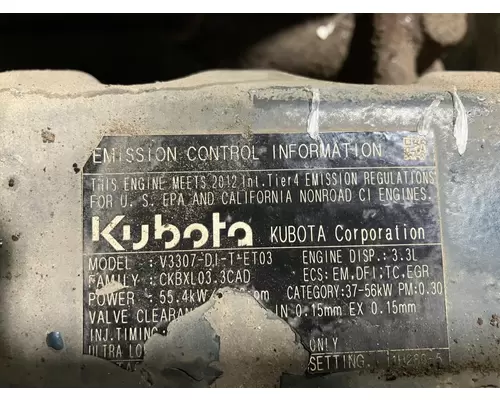 EMISSION CONTROL INFORMATION
THIS ENGINE MEETS 2012 Int.Tier4 EMISSION REGULATIONS
FOR U. S. EPA AND CALIFORNIA NONROAD CI ENGINES.
Kubota KUBOTA Corporation
MODEL : V3307-DI-T-ET03 ENGINE DISP.: 3.3L
FAMILY : CKBXL03.3CAD ECS: EM,DFI;TC,EGR
POWER : 55.4kW CATEGORY:37-56kW PM:0.30
VALVE CLEARAN IN 0.15mm EX 0.15mm
INJ.TIMING
ULTRA LO
SETTING.